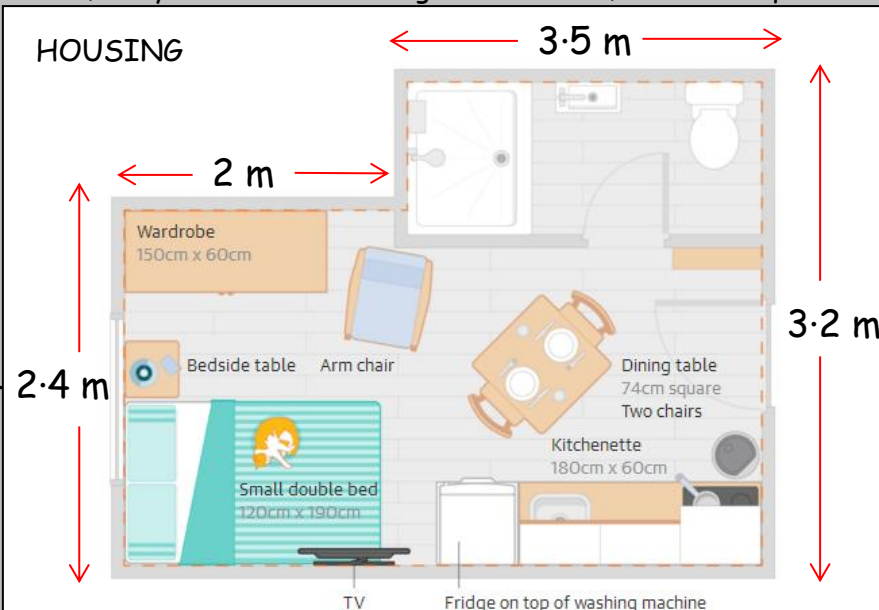 HOUSING
3·5 m
2 m
Wardrobe
150cm x 60cm
3·2 m
Bedside table
Arm chair
Dining table
74cm square
Two chairs
2·4 m
Kitchenette
180cm x 60cm
Small double bed
120cm x 190cm
TV
Fridge on top of washing machine